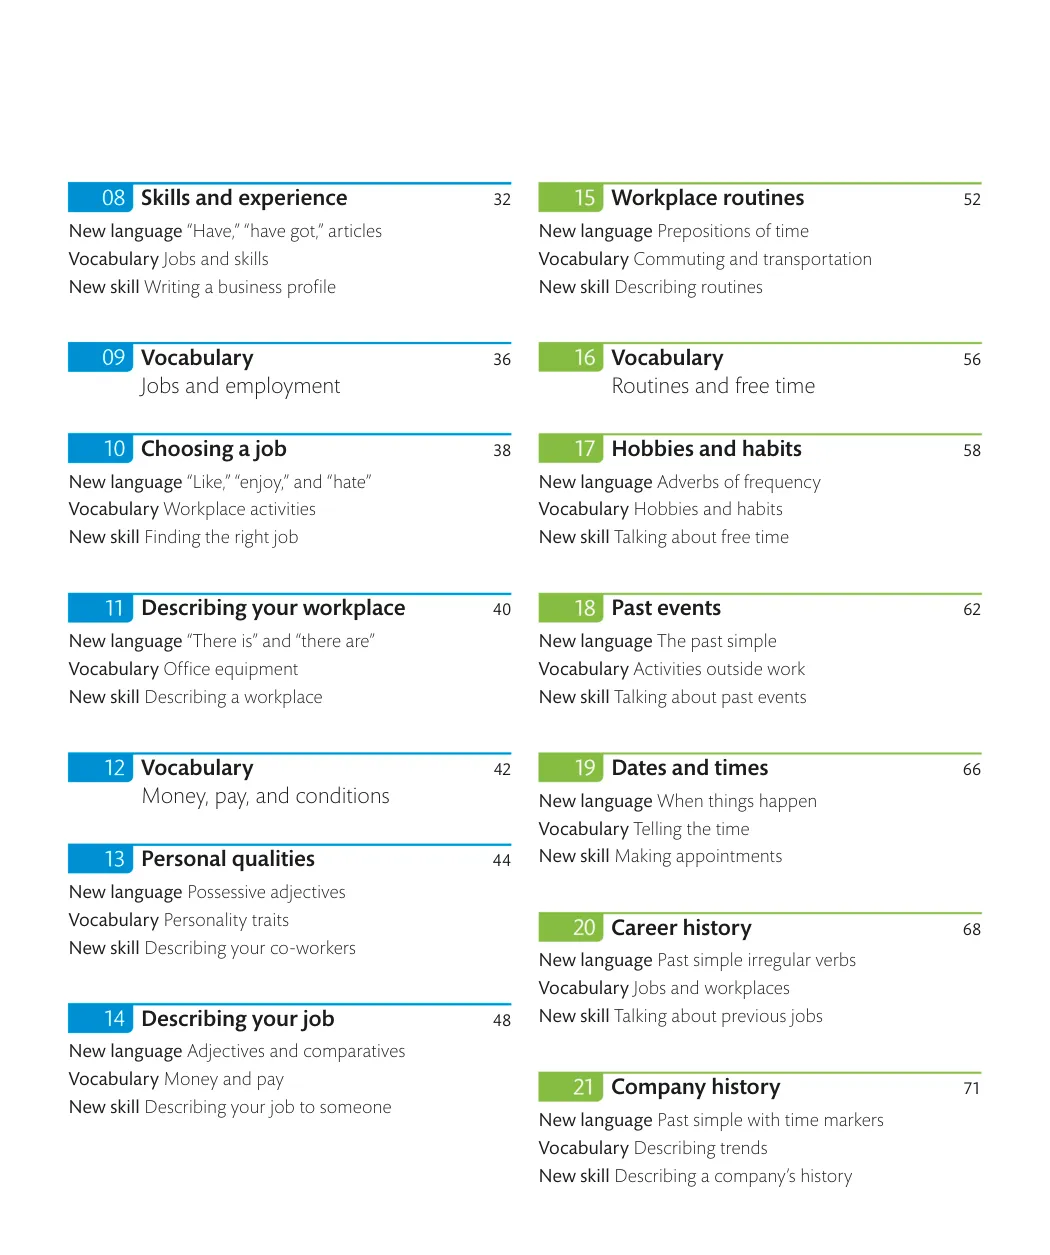 08 Skills and experience 32
New language “Have,” “have got,” articles
Vocabulary Jobs and skills
New skill Writing a business profile
09 Vocabulary 36
Jobs and employment
10 Choosing a job 38
New language “Like,” “enjoy,” and “hate”
Vocabulary Workplace activities
New skill Finding the right job
11 Describing your workplace 40
New language “There is” and “there are”
Vocabulary Office equipment
New skill Describing a workplace
12 Vocabulary 42
Money, pay, and conditions
13 Personal qualities 44
New language Possessive adjectives
Vocabulary Personality traits
New skill Describing your co-workers
14 Describing your job 48
New language Adjectives and comparatives
Vocabulary Money and pay
New skill Describing your job to someone
15 Workplace routines 52
New language Prepositions of time
Vocabulary Commuting and transportation
New skill Describing routines
16 Vocabulary 56
Routines and free time
17 Hobbies and habits 58
New language Adverbs of frequency
Vocabulary Hobbies and habits
New skill Talking about free time
18 Past events 62
New language The past simple
Vocabulary Activities outside work
New skill Talking about past events
19 Dates and times 66
New language When things happen
Vocabulary Telling the time
New skill Making appointments
20 Career history 68
New language Past simple irregular verbs
Vocabulary Jobs and workplaces
New skill Talking about previous jobs
21 Company history 71
New language Past simple with time markers
Vocabulary Describing trends
New skill Describing a company’s history